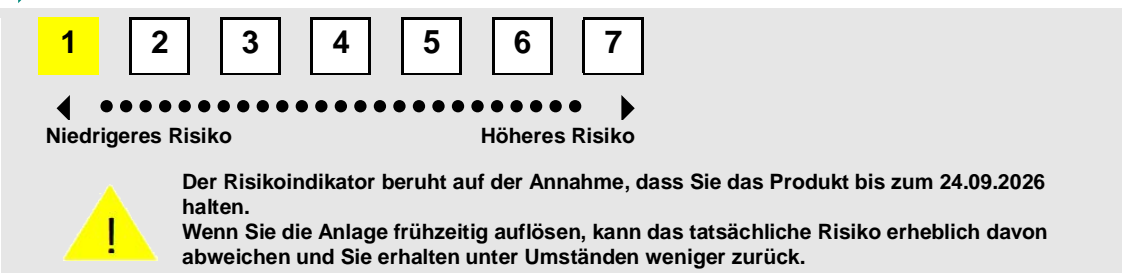 1 2 3 4 5 6 7
Niedrigeres Risiko Höheres Risiko
Der Risikoindikator beruht auf der Annahme, dass Sie das Produkt bis zum 24.09.2026
halten.
! Wenn Sie die Anlage frühzeitig auflösen, kann das tatsächliche Risiko erheblich davon
abweichen und Sie erhalten unter Umständen weniger zurück.